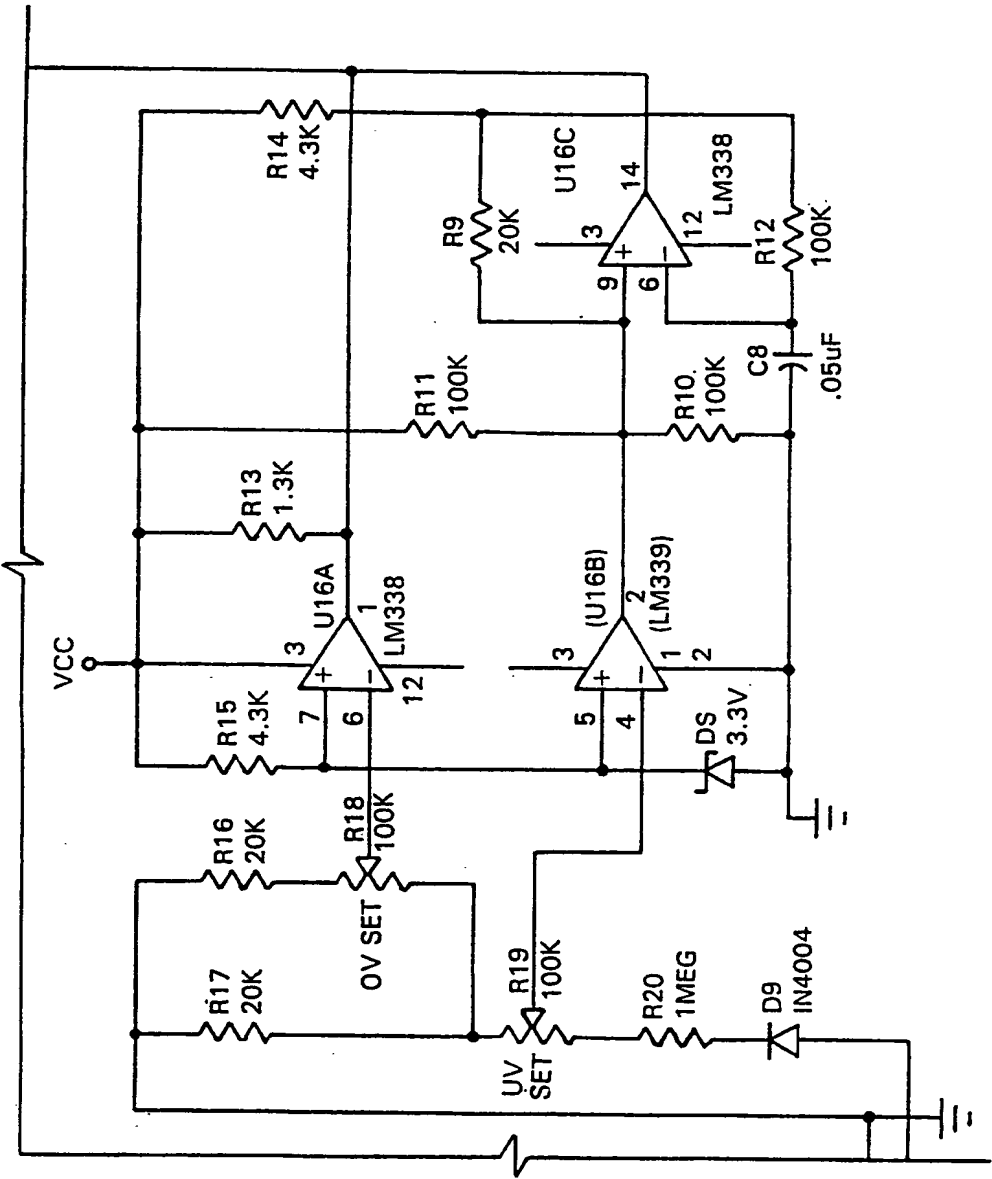 VCC
R14
4.3K
R13
1.3K
R15
4.3K
R16
20K
R17
20K
R11
100K
R9
20K
U16C
3
+
9
6
−
14
12
LM338
U16A
3
+
7
6
−
1
12
LM338
R18
100K
OV SET
(U16B)
3
+
5
4
−
2
(LM339)
1
2
R10.
100K
R12
100K
C8
.05uF
DS
3.3V
R19
100K
UV
SET
R20
1MEG
D9
IN4004